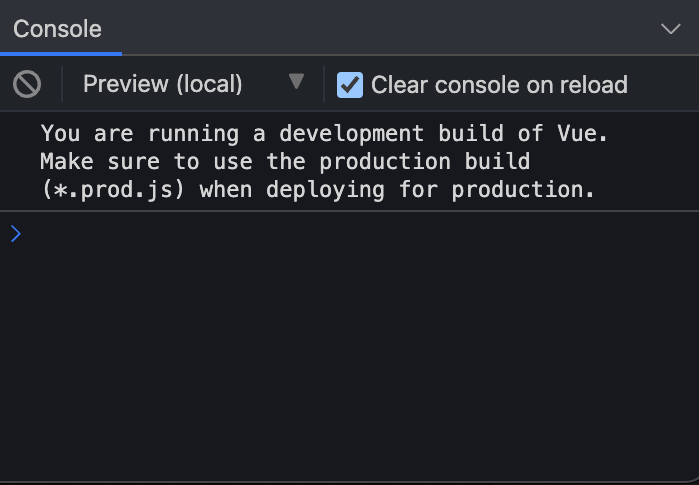 Console
Preview (local)
Clear console on reload
You are running a development build of Vue.
Make sure to use the production build
(*.prod.js) when deploying for production.